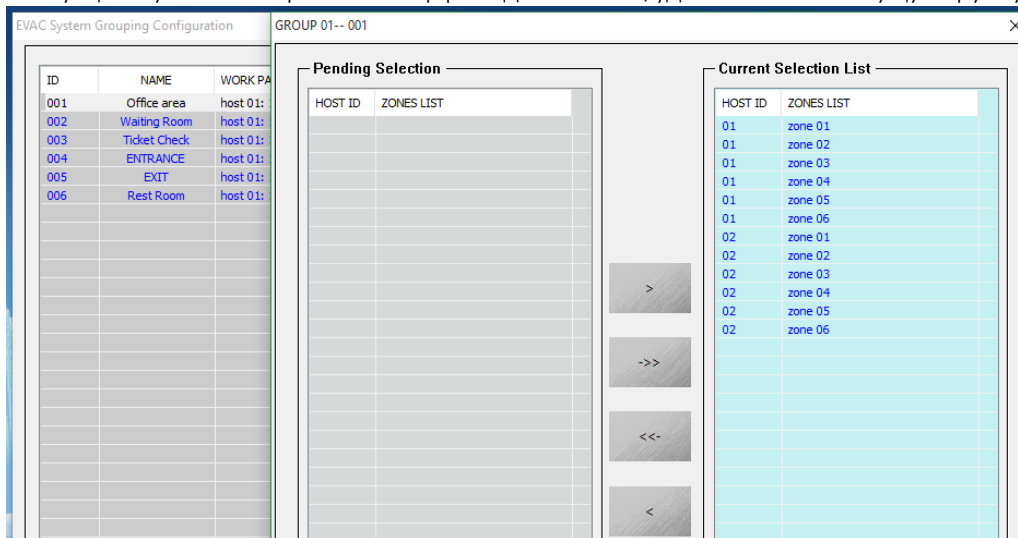 EVAC System Grouping Configuration
GROUP 01-- 001
ID NAME WORK PA
001 Office area host 01:
002 Waiting Room host 01:
003 Ticket Check host 01:
004 ENTRANCE host 01:
005 EXIT host 01:
006 Rest Room host 01:
Pending Selection
HOST ID ZONES LIST
>
->>
<<-
<
Current Selection List
HOST ID ZONES LIST
01 zone 01
01 zone 02
01 zone 03
01 zone 04
01 zone 05
01 zone 06
02 zone 01
02 zone 02
02 zone 03
02 zone 04
02 zone 05
02 zone 06